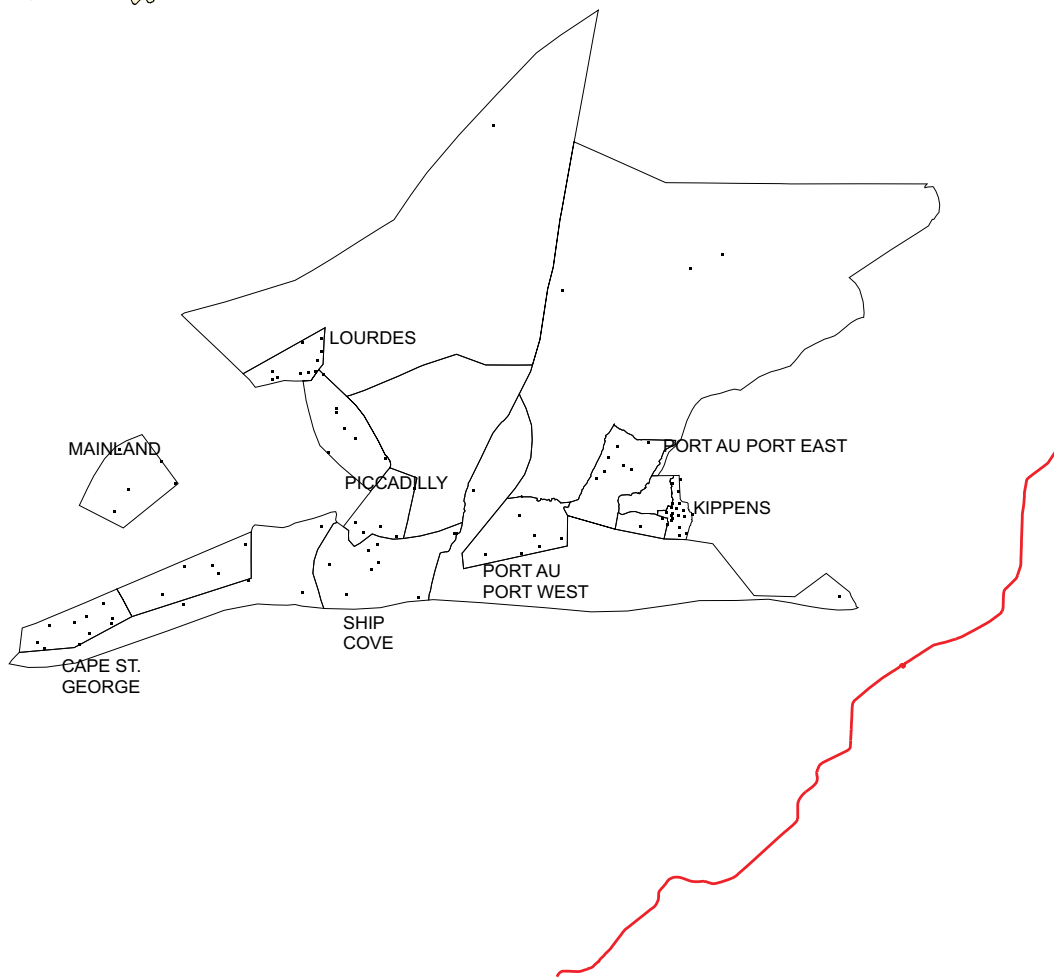 LOURDES
MAINLAND
PORT AU PORT EAST
PICCADILLY
KIPPENS
PORT AU
PORT WEST
SHIP
COVE
CAPE ST.
GEORGE